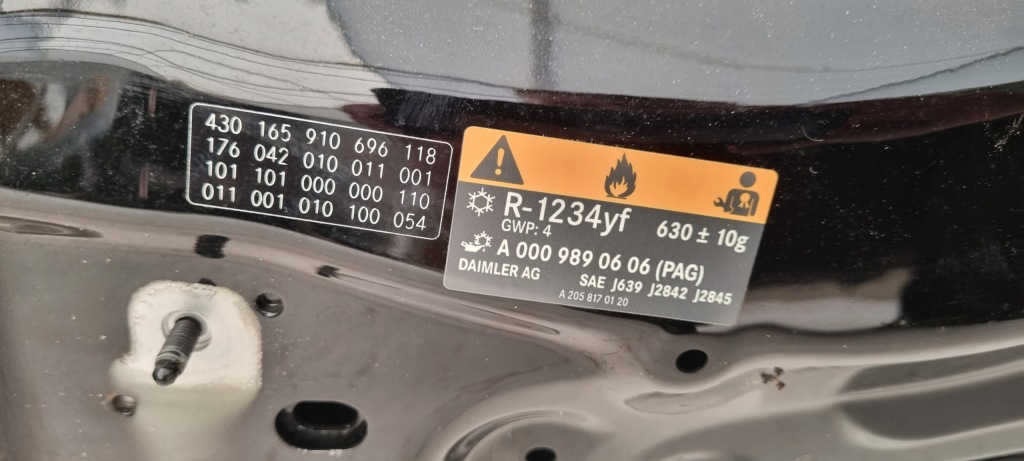 430 165 910 696 118
176 042 010 011 001
101 101 000 000 110
011 001 010 100 054
R-1234yf 630 ± 10g
GWP: 4
A 000 989 06 06 (PAG)
DAIMLER AG SAE J639 J2842 J2845
A 205 817 01 20